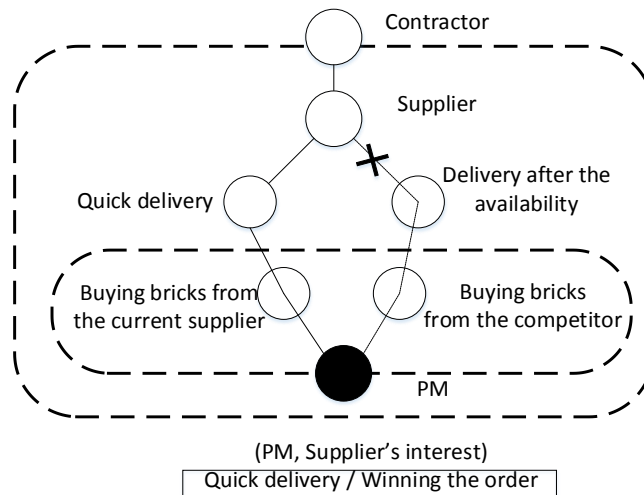 Contractor
Supplier
Quick delivery
Delivery after the
availability
Buying bricks from
the current supplier
Buying bricks
from the competitor
PM
(PM, Supplier’s interest)
Quick delivery / Winning the order